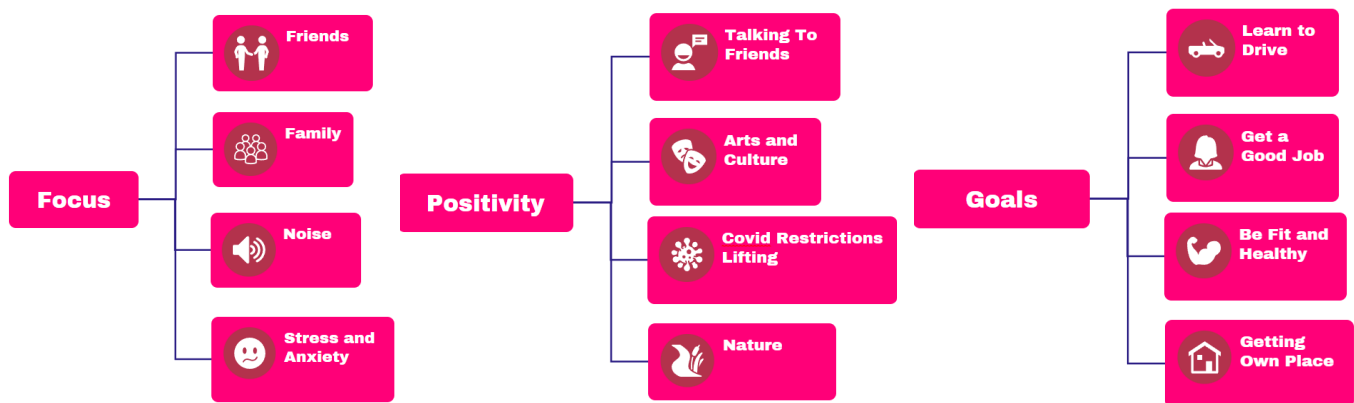 Focus
Friends
Family
Noise
Stress and
Anxiety
Positivity
Talking To
Friends
Arts and
Culture
Covid Restrictions
Lifting
Nature
Goals
Learn to
Drive
Get a
Good Job
Be Fit and
Healthy
Getting
Own Place